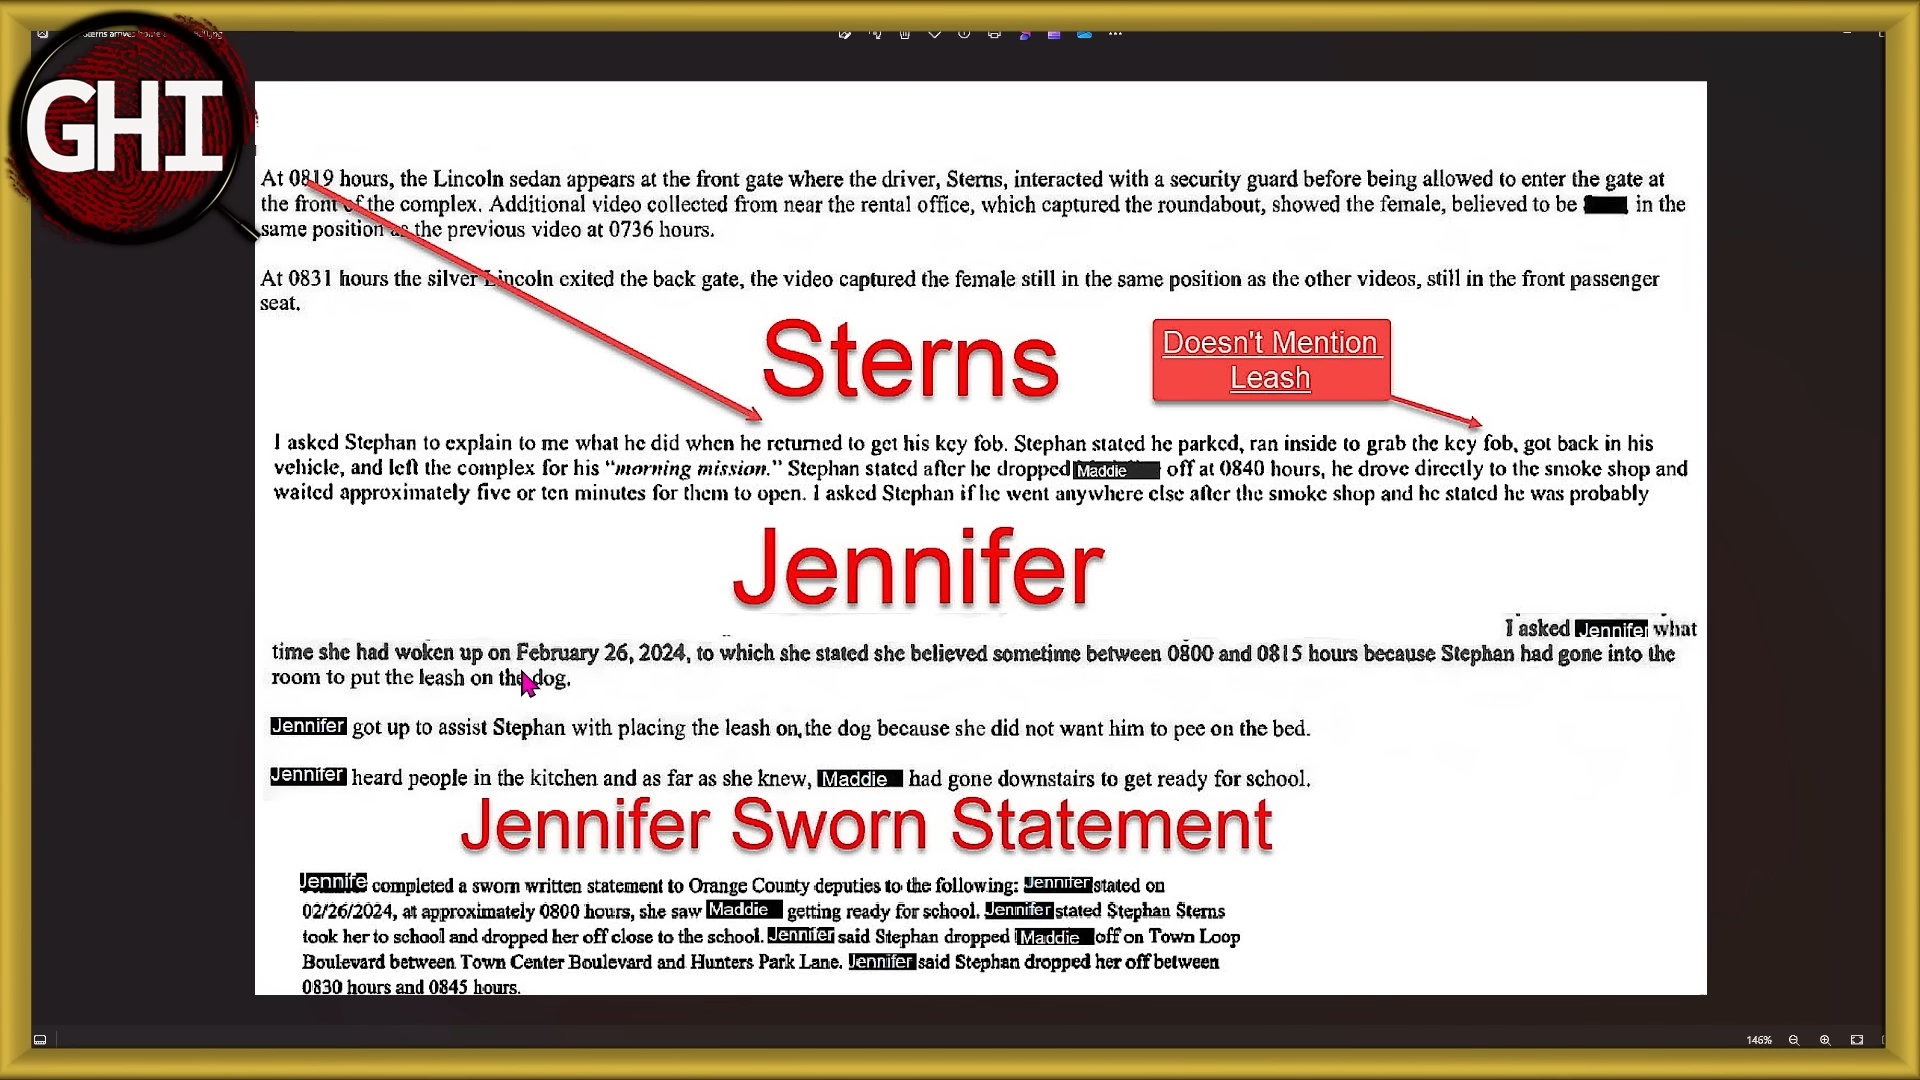 GHI
At 0819 hours, the Lincoln sedan appears at the front gate where the driver, Sterns, interacted with a security guard before being allowed to enter the gate at
the front of the complex. Additional video collected from near the rental office, which captured the roundabout, showed the female, believed to be in the
same position as the previous video at 0736 hours.
At 0831 hours the silver Lincoln exited the back gate, the video captured the female still in the same position as the other videos, still in the front passenger
seat.
Sterns
Doesn't Mention
Leash
I asked Stephan to explain to me what he did when he returned to get his key fob. Stephan stated he parked, ran inside to grab the key fob, got back in his
vehicle, and left the complex for his "morning mission." Stephan stated after he dropped Maddie off at 0840 hours, he drove directly to the smoke shop and
waited approximately five or ten minutes for them to open. I asked Stephan if he went anywhere else after the smoke shop and he stated he was probably
Jennifer
I asked Jennifer what
time she had woken up on February 26, 2024, to which she stated she believed sometime between 0800 and 0815 hours because Stephan had gone into the
room to put the leash on the dog.
Jennifer got up to assist Stephan with placing the leash on the dog because she did not want him to pee on the bed.
Jennifer heard people in the kitchen and as far as she knew, Maddie had gone downstairs to get ready for school.
Jennifer Sworn Statement
Jennife completed a sworn written statement to Orange County deputies to the following: Jennifer stated on
02/26/2024, at approximately 0800 hours, she saw Maddie getting ready for school. Jennifer stated Stephan Sterns
took her to school and dropped her off close to the school. Jennifer said Stephan dropped Maddie off on Town Loop
Boulevard between Town Center Boulevard and Hunters Park Lane. Jennifer said Stephan dropped her off between
0830 hours and 0845 hours.
146%